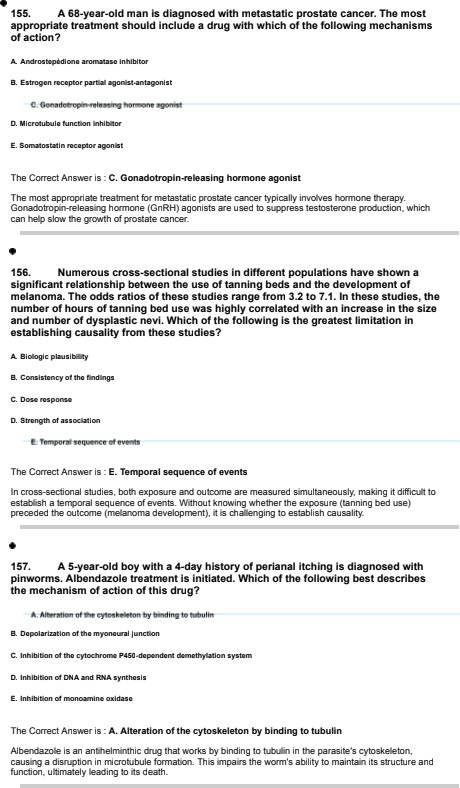 155. A 68-year-old man is diagnosed with metastatic prostate cancer. The most
appropriate treatment should include a drug with which of the following mechanisms
of action?
A. Androstepédione aromatase inhibitor
B. Estrogen receptor partial agonist-antagonist
C. Gonadotropin-releasing hormone agonist
D. Microtubule function inhibitor
E. Somatostatin receptor agonist
The Correct Answer is : C. Gonadotropin-releasing hormone agonist
The most appropriate treatment for metastatic prostate cancer typically involves hormone therapy.
Gonadotropin-releasing hormone (GnRH) agonists are used to suppress testosterone production, which
can help slow the growth of prostate cancer.
156. Numerous cross-sectional studies in different populations have shown a
significant relationship between the use of tanning beds and the development of
melanoma. The odds ratios of these studies range from 3.2 to 7.1. In these studies, the
number of hours of tanning bed use was highly correlated with an increase in the size
and number of dysplastic nevi. Which of the following is the greatest limitation in
establishing causality from these studies?
A. Biologic plausibility
B. Consistency of the findings
C. Dose response
D. Strength of association
E. Temporal sequence of events
The Correct Answer is : E. Temporal sequence of events
In cross-sectional studies, both exposure and outcome are measured simultaneously, making it difficult to
establish a temporal sequence of events. Without knowing whether the exposure (tanning bed use)
preceded the outcome (melanoma development), it is challenging to establish causality.
157. A 5-year-old boy with a 4-day history of perianal itching is diagnosed with
pinworms. Albendazole treatment is initiated. Which of the following best describes
the mechanism of action of this drug?
A. Alteration of the cytoskeleton by binding to tubulin
B. Depolarization of the myoneural junction
C. Inhibition of the cytochrome P450-dependent demethylation system
D. Inhibition of DNA and RNA synthesis
E. Inhibition of monoamine oxidase
The Correct Answer is : A. Alteration of the cytoskeleton by binding to tubulin
Albendazole is an antihelminthic drug that works by binding to tubulin in the parasite's cytoskeleton,
causing a disruption in microtubule formation. This impairs the worm's ability to maintain its structure and
function, ultimately leading to its death.